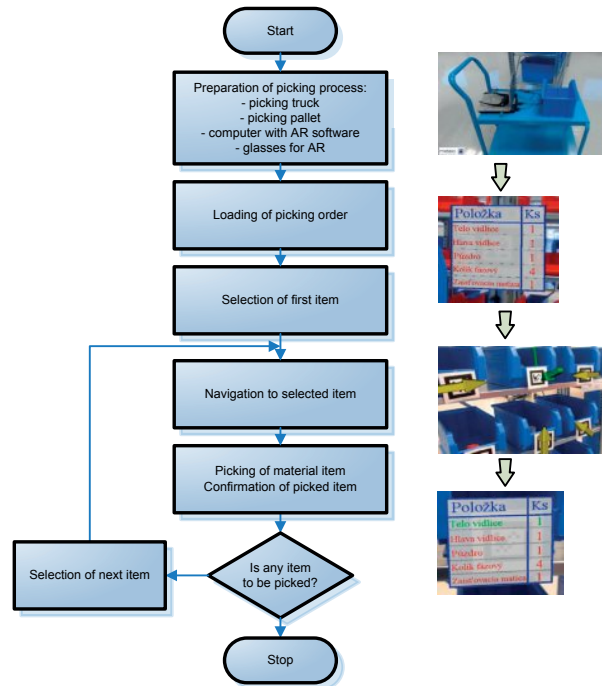 Start
Preparation of picking process:
- picking truck
- picking pallet
- computer with AR software
- glasses for AR
Loading of picking order
Selection of first item
Navigation to selected item
Picking of material item
Confirmation of picked item
Is any item
to be picked?
Selection of next item
Stop
Položka Ks
Telo vidlice 1
Hlava vidlice 1
Púzdro 1
Kolík fázový 4
Zaisťovacia matica 1
Položka Ks
Telo vidlice 1
Hlava vidlice 1
Púzdro 1
Kolík fázový 4
Zaisťovacia matica 1